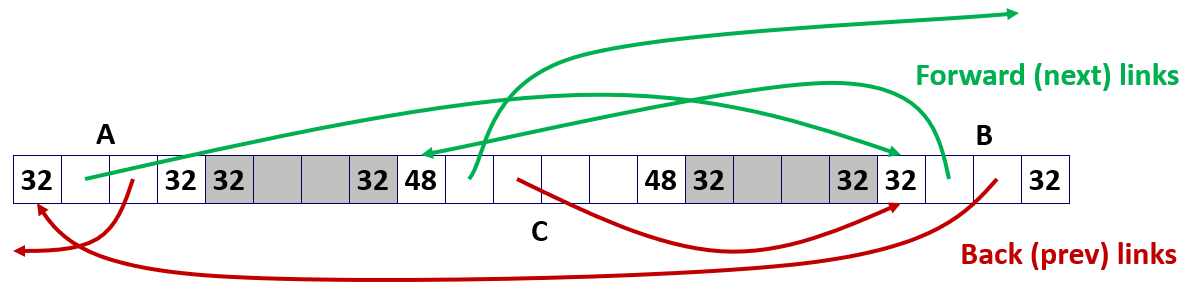 Forward (next) links
A
B
32 32 32 32 48 48 32 32 32 32
C
Back (prev) links